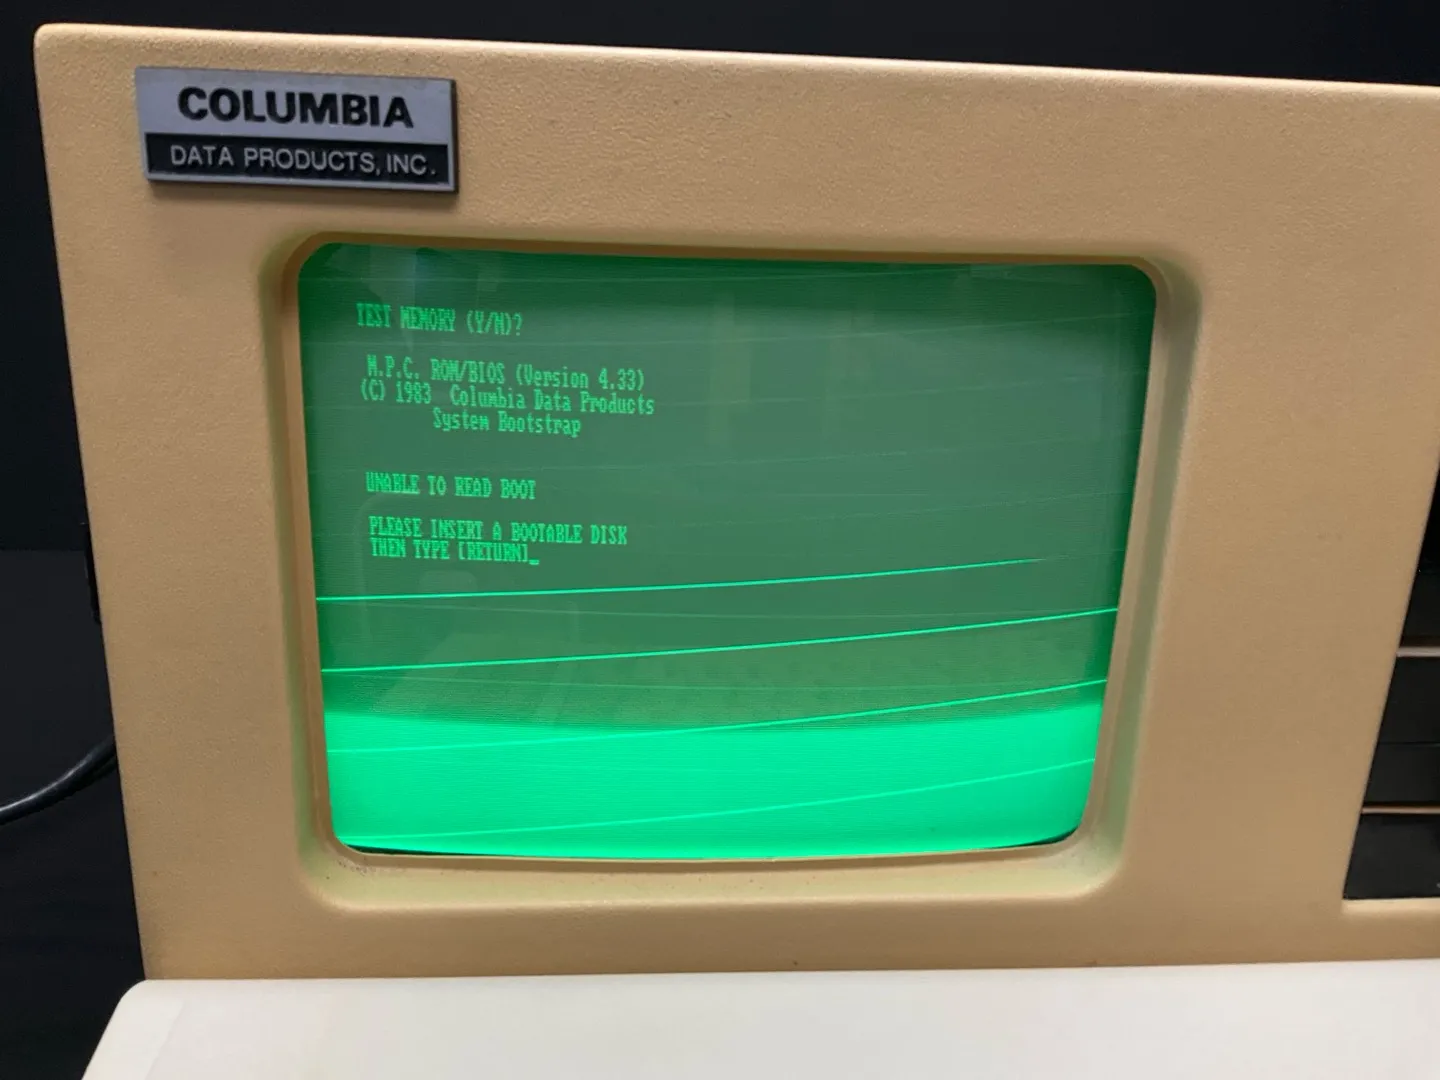 COLUMBIA
DATA PRODUCTS, INC.
TEST MEMORY (Y/N)?
M.P.C. ROM/BIOS (Version 4.33)
(C) 1983 Columbia Data Products
System Bootstrap
UNABLE TO READ BOOT
PLEASE INSERT A BOOTABLE DISK
THEN TYPE [RETURN]_